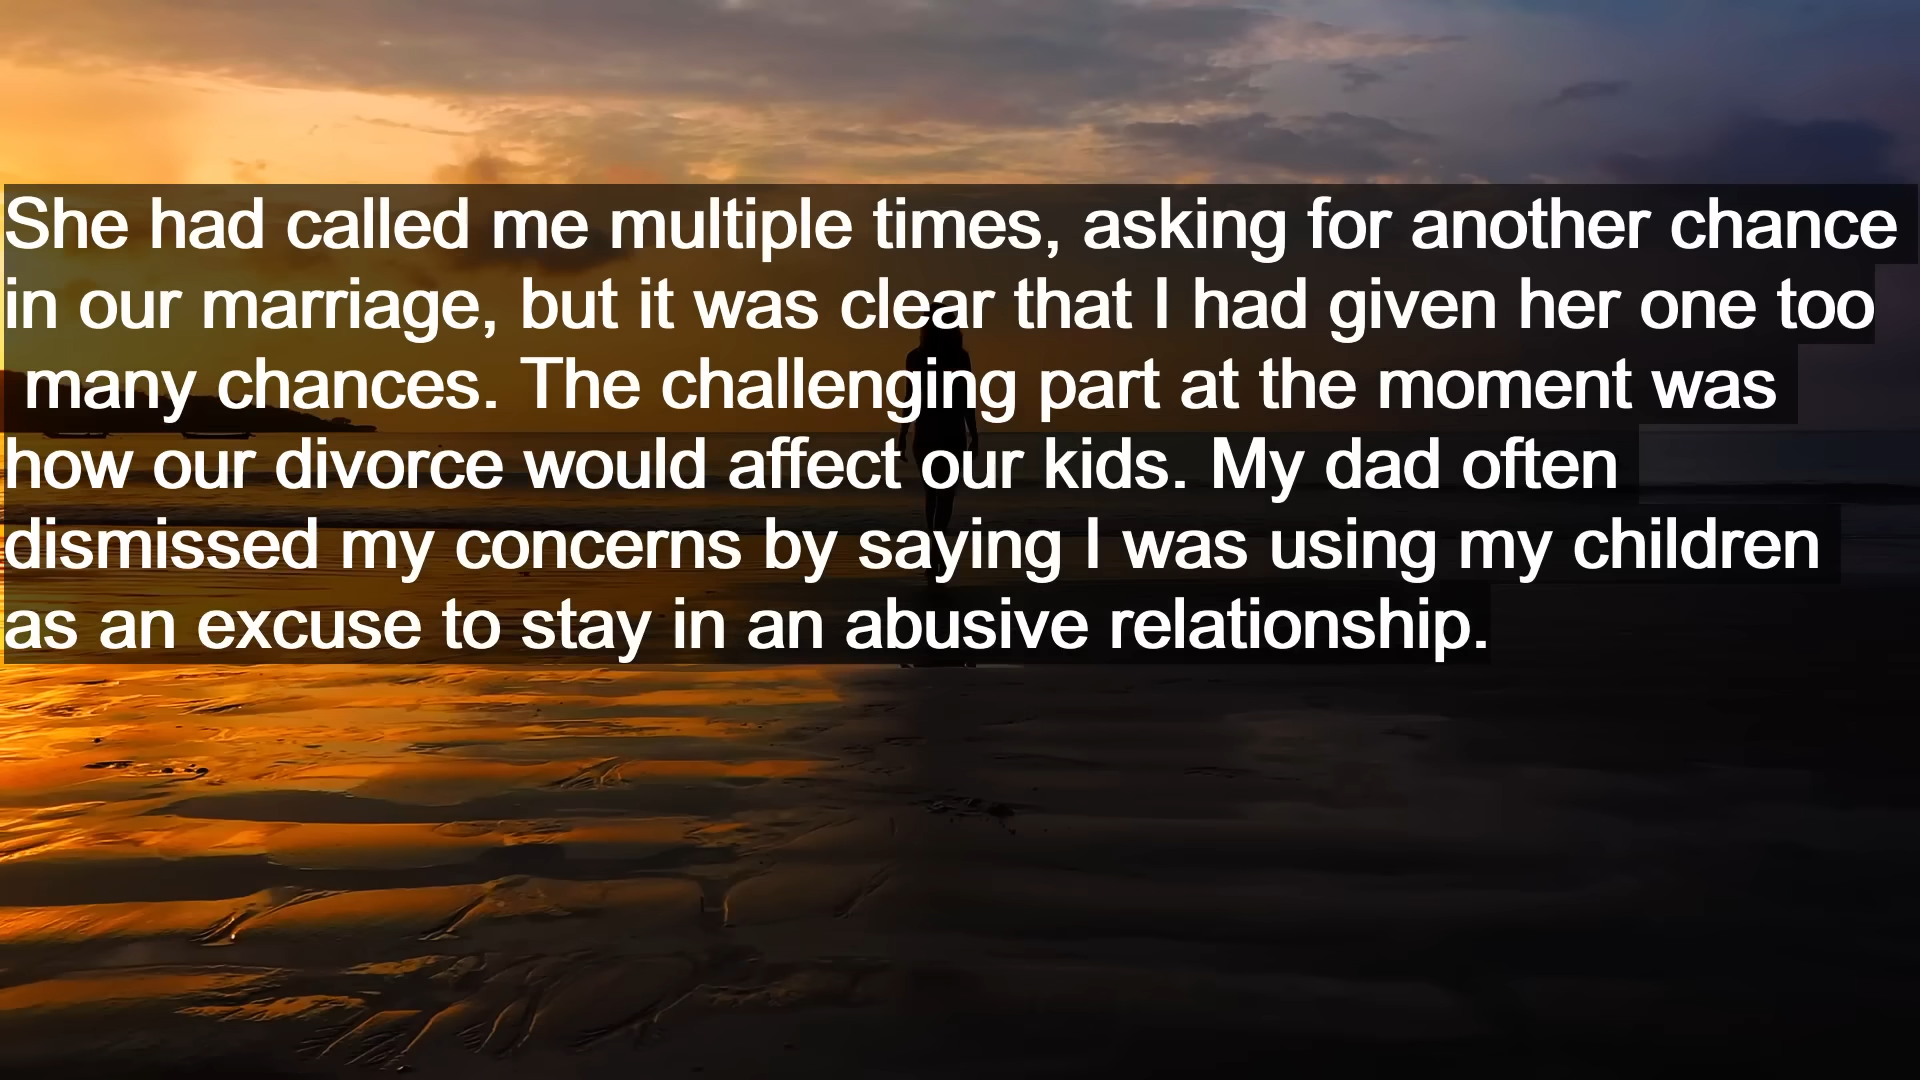 She had called me multiple times, asking for another chance
in our marriage, but it was clear that I had given her one too
many chances. The challenging part at the moment was
how our divorce would affect our kids. My dad often
dismissed my concerns by saying I was using my children
as an excuse to stay in an abusive relationship.